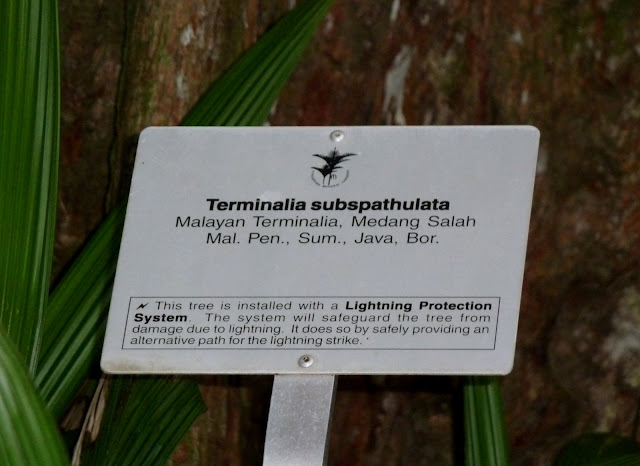 Terminalia subspathulata
Malayan Terminalia, Medang Salah
Mal. Pen., Sum., Java, Bor.
This tree is installed with a Lightning Protection
System. The system will safeguard the tree from
damage due to lightning. It does so by safely providing an
alternative path for the lightning strike.